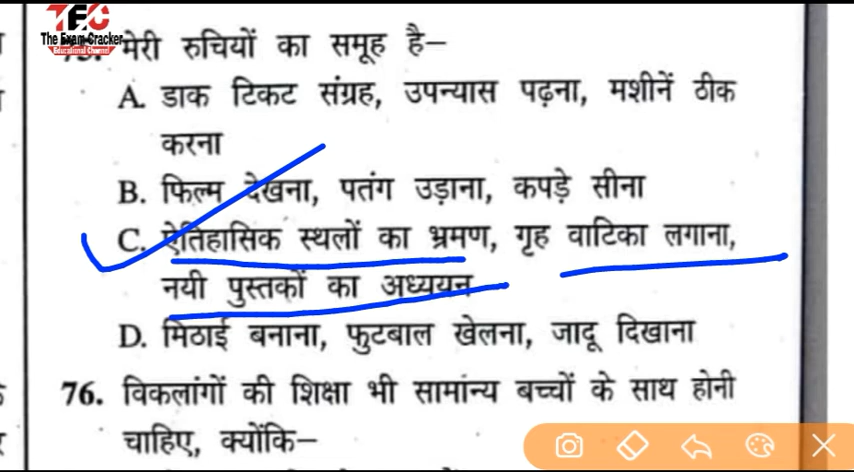 TEC
The Exam Cracker
Educational Channel
75. मेरी रुचियों का समूह है–
A. डाक टिकट संग्रह, उपन्यास पढ़ना, मशीनें ठीक
करना
B. फिल्म देखना, पतंग उड़ाना, कपड़े सीना
C. ऐतिहासिक स्थलों का भ्रमण, गृह वाटिका लगाना,
नयी पुस्तकों का अध्ययन
D. मिठाई बनाना, फुटबाल खेलना, जादू दिखाना
76. विकलांगों की शिक्षा भी सामान्य बच्चों के साथ होनी
चाहिए, क्योंकि–